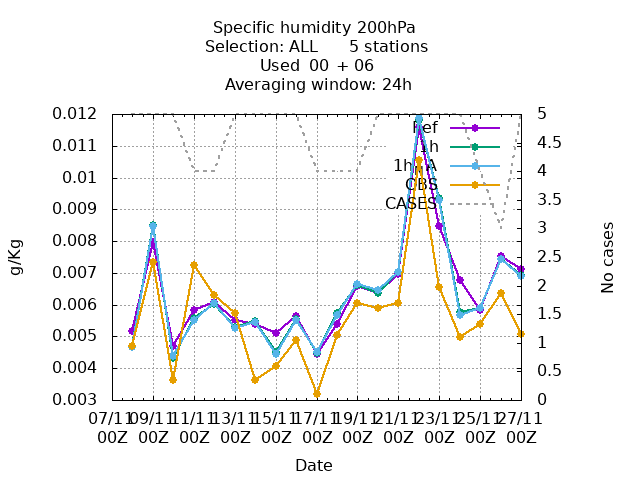 Specific humidity 200hPa
Selection: ALL 5 stations
Used 00 + 06
Averaging window: 24h
0.012
0.011
0.01
0.009
0.008
0.007
0.006
0.005
0.004
0.003
g/Kg
5
4.5
4
3.5
3
2.5
2
1.5
1
0.5
0
No cases
Ref
CBS
CASES
07/11 09/11 11/11 13/11 15/11 17/11 19/11 21/11 23/11 25/11 27/11
00Z 00Z 00Z 00Z 00Z 00Z 00Z 00Z 00Z 00Z 00Z
Date